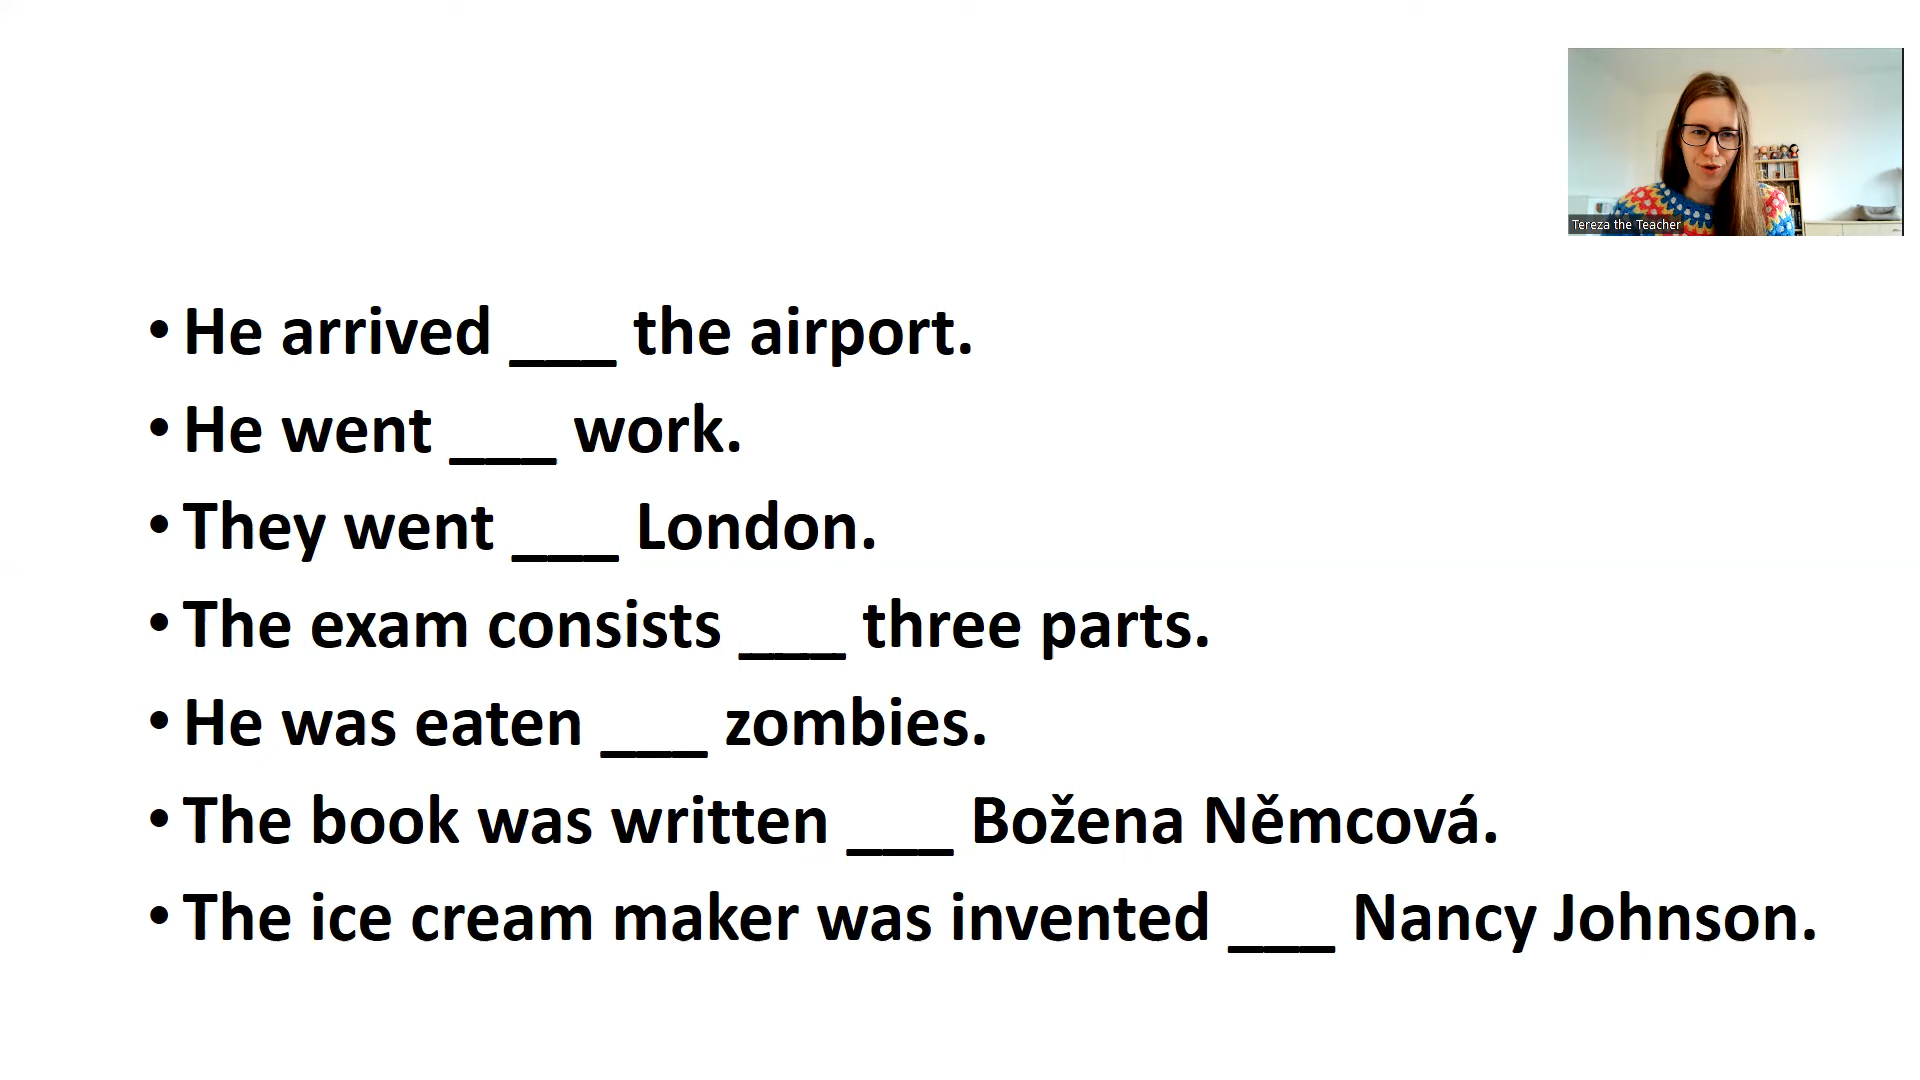 Tereza the Teacher
• He arrived ___ the airport.
• He went ___ work.
• They went ___ London.
• The exam consists ___ three parts.
• He was eaten ___ zombies.
• The book was written ___ Božena Němcová.
• The ice cream maker was invented ___ Nancy Johnson.